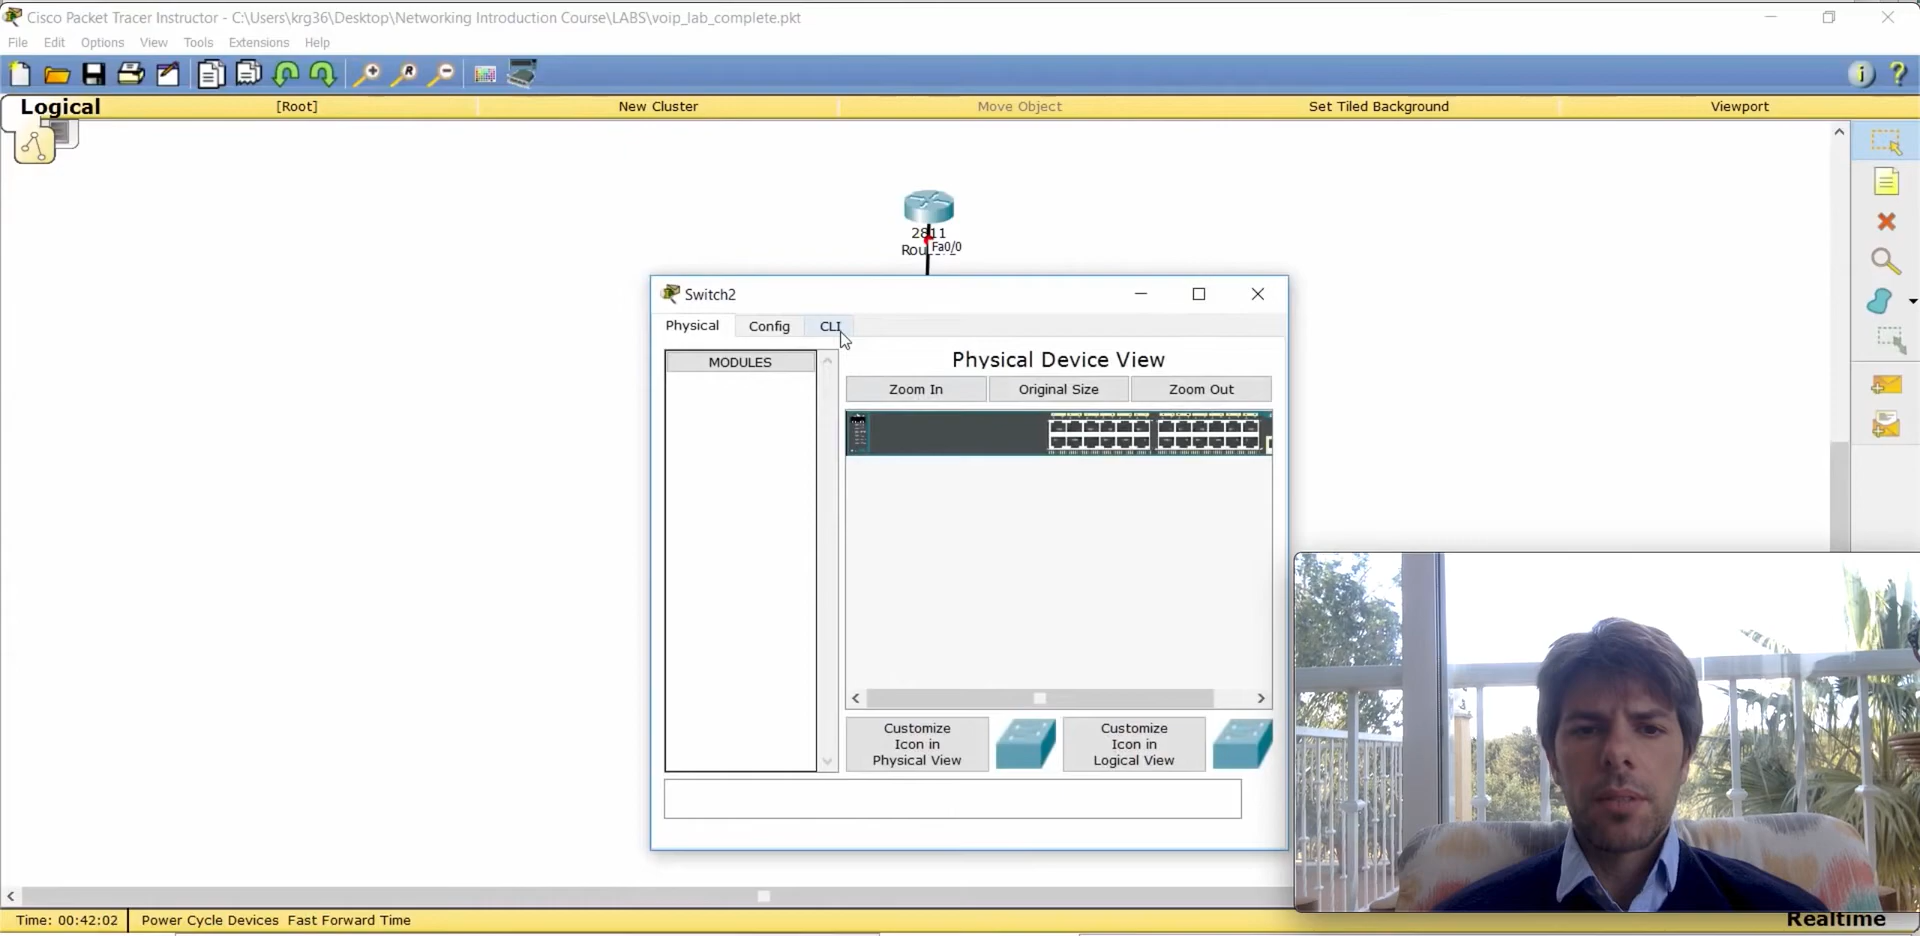 Cisco Packet Tracer Instructor - C:\Users\krg36\Desktop\Networking Introduction Course\LABS\voip_lab_complete.pkt
File Edit Options View Tools Extensions Help
Logical [Root] New Cluster Move Object Set Tiled Background Viewport
2811
Fa0/0
Switch2
Physical Config CLI
MODULES
Physical Device View
Zoom In Original Size Zoom Out
Customize
Icon in
Physical View
Customize
Icon in
Logical View
Time: 00:42:02 Power Cycle Devices Fast Forward Time
Realtime